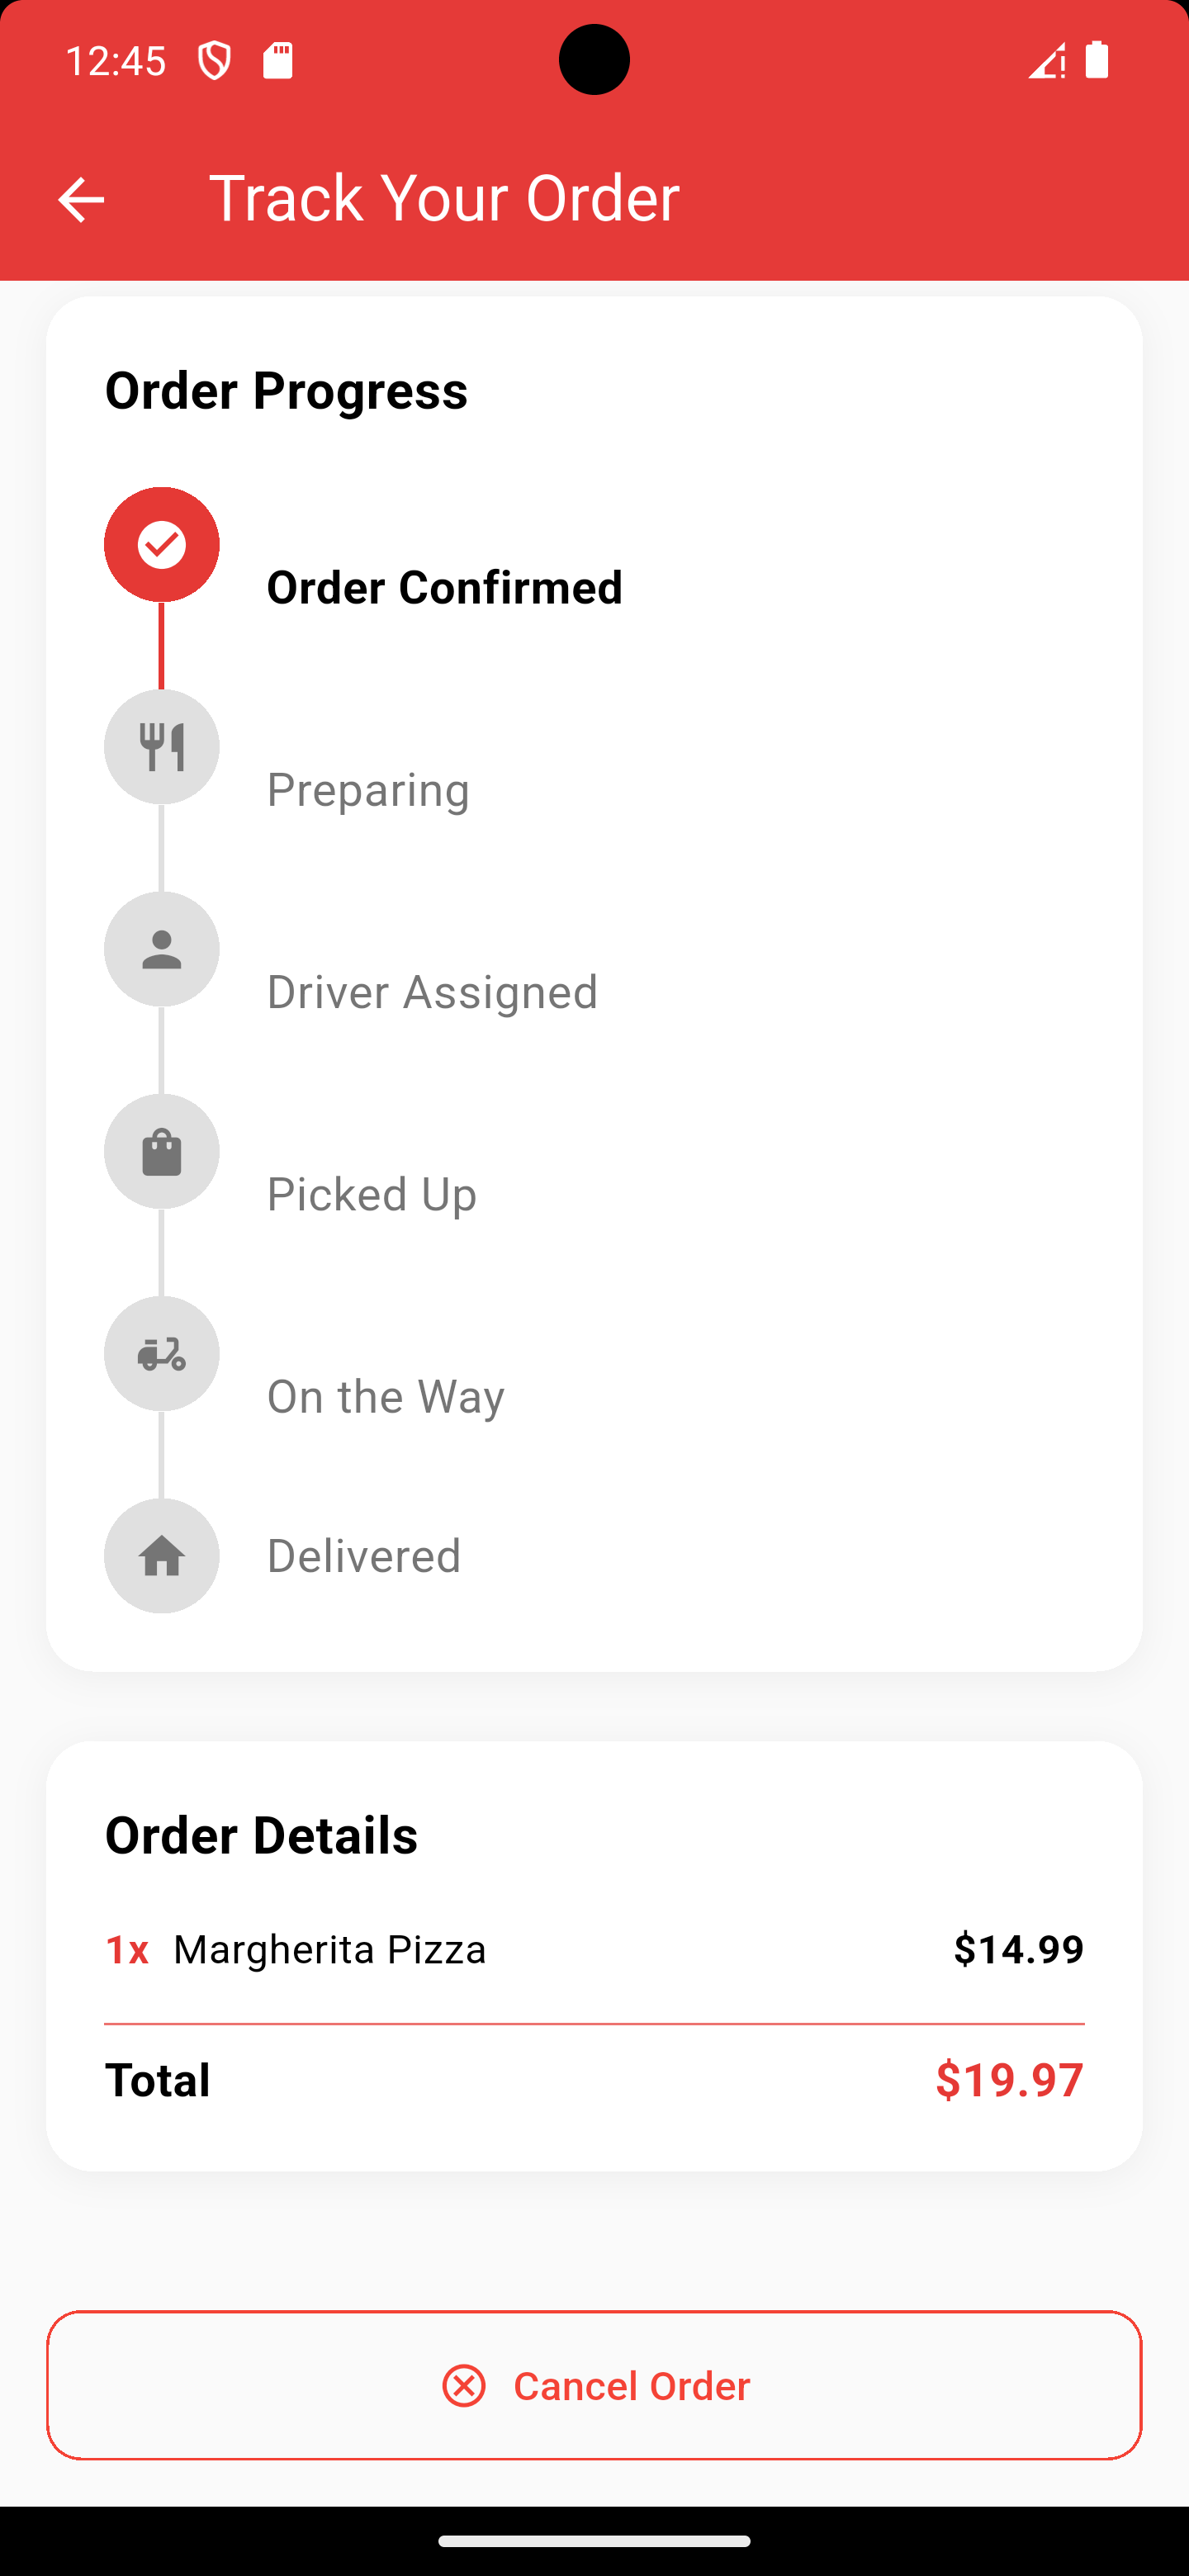 12:45
Track Your Order
Order Progress
Order Confirmed
Preparing
Driver Assigned
Picked Up
On the Way
Delivered
Order Details
1x Margherita Pizza $14.99
Total $19.97
Cancel Order